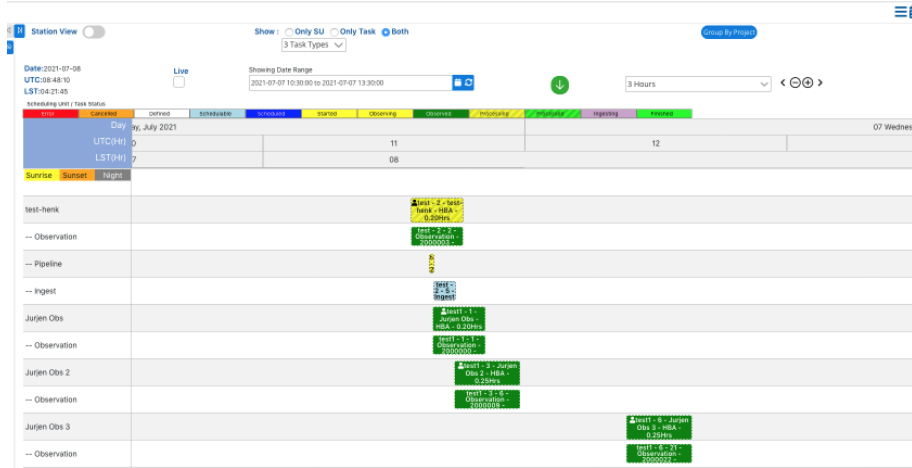 Station View
Show : Only SU Only Task Both
3 Task Types
Group By Project
Date:2021-07-08
UTC:08:48:10
LST:04:21:45
Live
Showing Date Range
2021-07-07 10:30:00 to 2021-07-07 13:30:00
3 Hours
Scheduling Unit / Task Status
Error Cancelled Defined Schedulable Scheduled Started Observing Observed Processing Processed Ingesting Finished
Day ay, July 2021 07 Wednes
UTC(Hr) 0 11 12
LST(Hr) 7 08
Sunrise Sunset Night
test-henk
test - 2 - test-
henk - HBA -
0.20Hrs
-- Observation
test - 2 - 2 -
Observation -
2000003 -
-- Pipeline
-- Ingest
test -
2 - 5 -
Ingest
Jurjen Obs
test1 - 1 -
Jurjen Obs -
HBA - 0.20Hrs
-- Observation
test1 - 1 - 1 -
Observation -
2000000 -
Jurjen Obs 2
test1 - 3 - Jurjen
Obs 2 - HBA -
0.25Hrs
-- Observation
test1 - 3 - 6 -
Observation -
2000009 -
Jurjen Obs 3
test1 - 6 - Jurjen
Obs 3 - HBA -
0.25Hrs
-- Observation
test1 - 6 - 21 -
Observation -
2000022 -